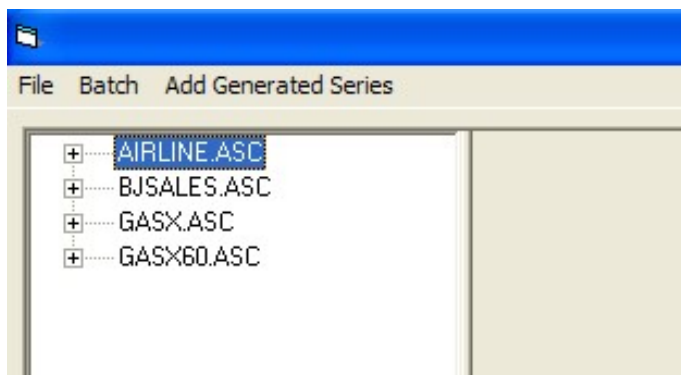 File Batch Add Generated Series
AIRLINE.ASC
BJSALES.ASC
GASX.ASC
GASX60.ASC